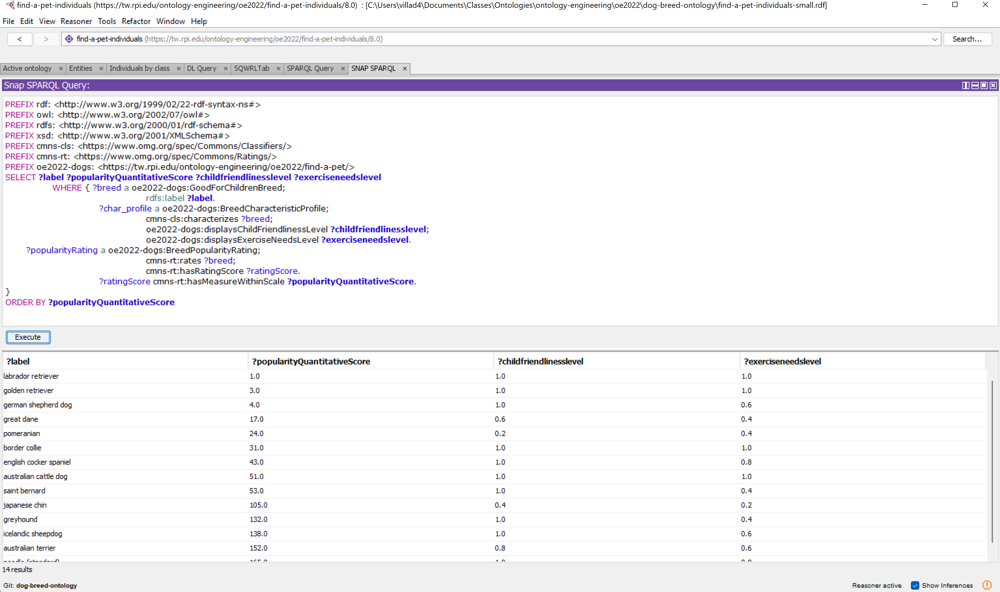 find-a-pet-individuals (https://tw.rpi.edu/ontology-engineering/oe2022/find-a-pet-individuals/8.0) : [C:\Users\villad4\Documents\Classes\Ontologies\ontology-engineering\oe2022\dog-breed-ontology\find-a-pet-individuals-small.rdf]
File Edit View Reasoner Tools Refactor Window Help
< > find-a-pet-individuals (https://tw.rpi.edu/ontology-engineering/oe2022/find-a-pet-individuals/8.0) Search...
Active ontology × Entities × Individuals by class × DL Query × SQWRLTab × SPARQL Query × SNAP SPARQL ×
Snap SPARQL Query:
PREFIX rdf: <http://www.w3.org/1999/02/22-rdf-syntax-ns#>
PREFIX owl: <http://www.w3.org/2002/07/owl#>
PREFIX rdfs: <http://www.w3.org/2000/01/rdf-schema#>
PREFIX xsd: <http://www.w3.org/2001/XMLSchema#>
PREFIX cmns-cls: <https://www.omg.org/spec/Commons/Classifiers/>
PREFIX cmns-rt: <https://www.omg.org/spec/Commons/Ratings/>
PREFIX oe2022-dogs: <https://tw.rpi.edu/ontology-engineering/oe2022/find-a-pet/>
SELECT ?label ?popularityQuantitativeScore ?childfriendlinesslevel ?exerciseneedslevel
WHERE { ?breed a oe2022-dogs:GoodForChildrenBreed;
rdfs:label ?label.
?char_profile a oe2022-dogs:BreedCharacteristicProfile;
cmns-cls:characterizes ?breed;
oe2022-dogs:displaysChildFriendlinessLevel ?childfriendlinesslevel;
oe2022-dogs:displaysExerciseNeedsLevel ?exerciseneedslevel.
?popularityRating a oe2022-dogs:BreedPopularityRating;
cmns-rt:rates ?breed;
cmns-rt:hasRatingScore ?ratingScore.
?ratingScore cmns-rt:hasMeasureWithinScale ?popularityQuantitativeScore.
}
ORDER BY ?popularityQuantitativeScore
Execute
?label ?popularityQuantitativeScore ?childfriendlinesslevel ?exerciseneedslevel
labrador retriever 1.0 1.0 1.0
golden retriever 3.0 1.0 1.0
german shepherd dog 4.0 1.0 0.6
great dane 17.0 0.6 0.4
pomeranian 24.0 0.2 0.4
border collie 31.0 1.0 1.0
english cocker spaniel 43.0 1.0 0.8
australian cattle dog 51.0 1.0 1.0
saint bernard 53.0 1.0 0.4
japanese chin 105.0 0.4 0.2
greyhound 132.0 1.0 0.4
icelandic sheepdog 138.0 1.0 0.6
australian terrier 152.0 0.8 0.6
14 results
Git: dog-breed-ontology Reasoner active Show Inferences